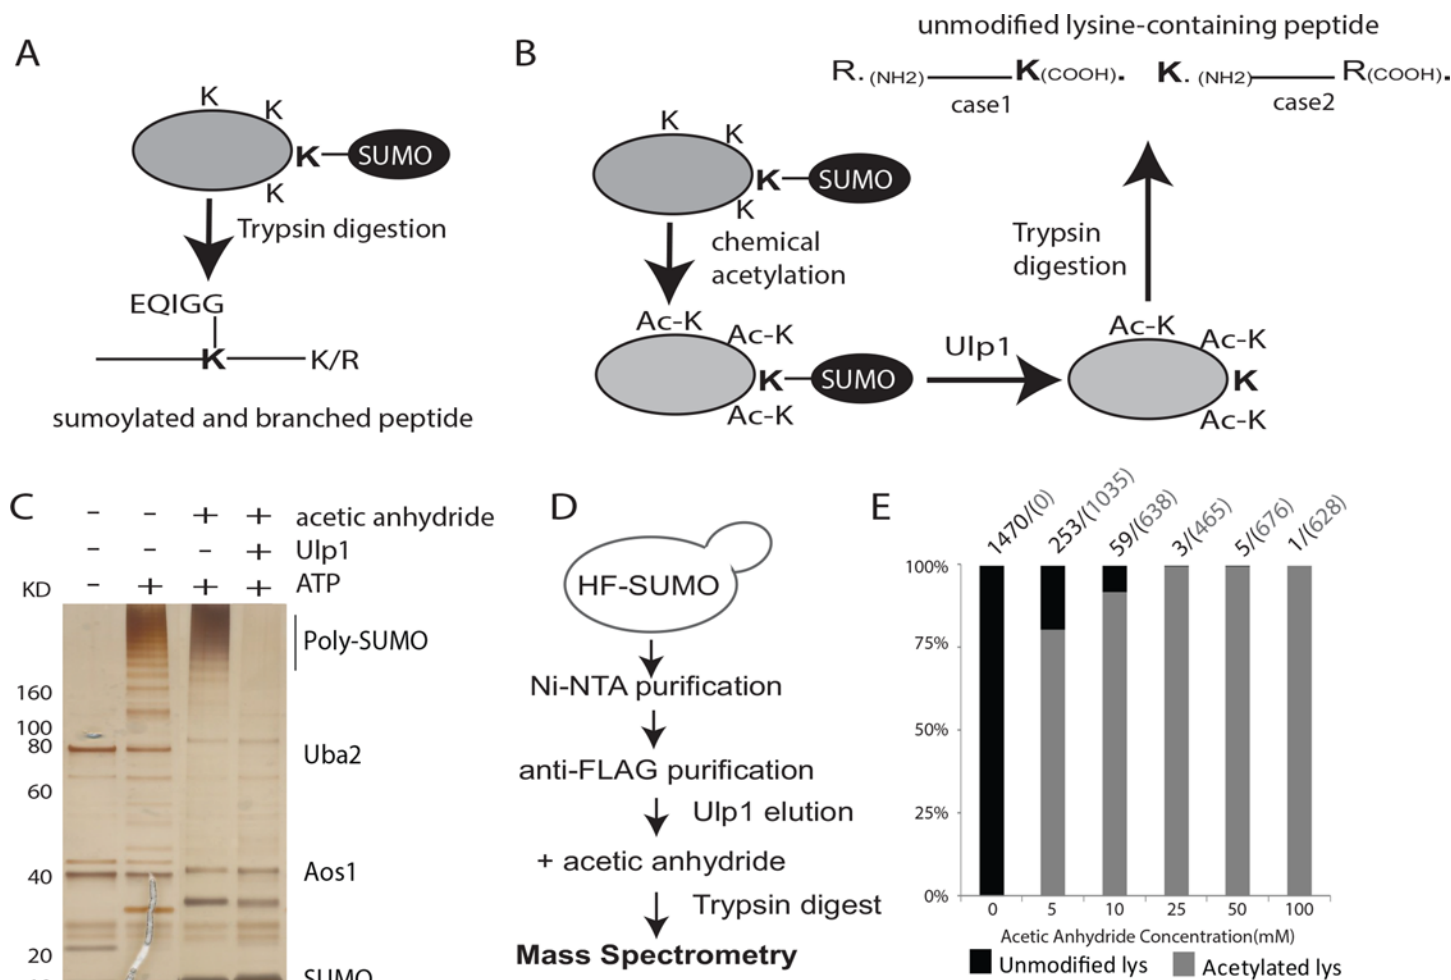 A
K
K
K
SUMO
K
Trypsin digestion
EQIGG
K
K/R
sumoylated and branched peptide
B
unmodified lysine-containing peptide
R. (NH2) K(COOH).
case1
K. (NH2) R(COOH).
case2
K
K
K
SUMO
K
chemical
acetylation
Ac-K
Ac-K
K
SUMO
Ac-K
Ulp1
Trypsin
digestion
Ac-K
Ac-K
K
Ac-K
C
- - + + acetic anhydride
- - - + Ulp1
- + + + ATP
KD
Poly-SUMO
160
100
80
Uba2
60
Aos1
40
20
SUMO
D
HF-SUMO
Ni-NTA purification
anti-FLAG purification
Ulp1 elution
+ acetic anhydride
Trypsin digest
Mass Spectrometry
E
1470/(0)
253/(1035)
59/(638)
3/(465)
5/(676)
1/(628)
100%
75%
50%
25%
0%
0 5 10 25 50 100
Acetic Anhydride Concentration(mM)
Unmodified lys Acetylated lys